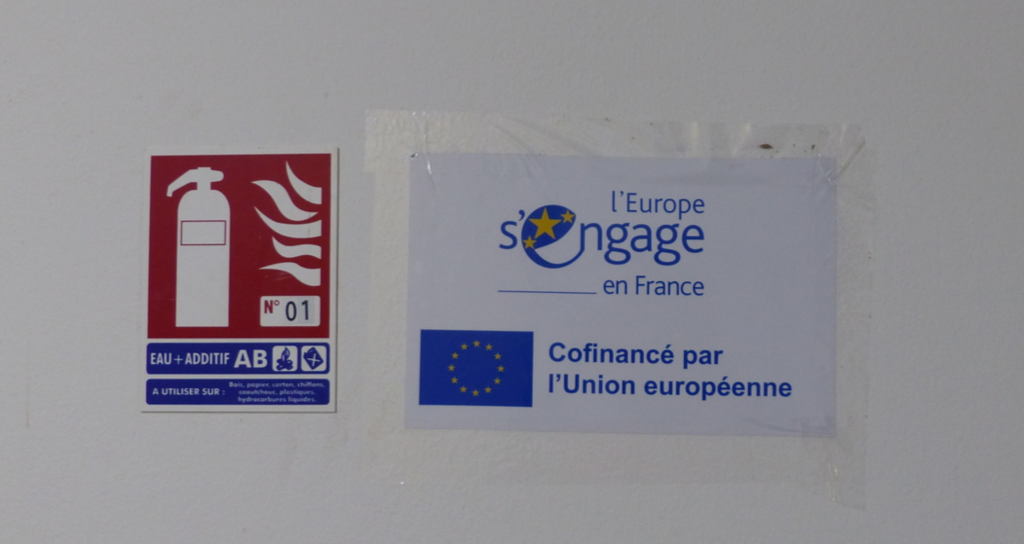 N° 01
EAU + ADDITIF AB
A UTILISER SUR :
Bois, papier, carton, chiffons,
caoutchouc, plastiques,
hydrocarbures liquides.
l'Europe
s'engage
en France
Cofinancé par
l'Union européenne